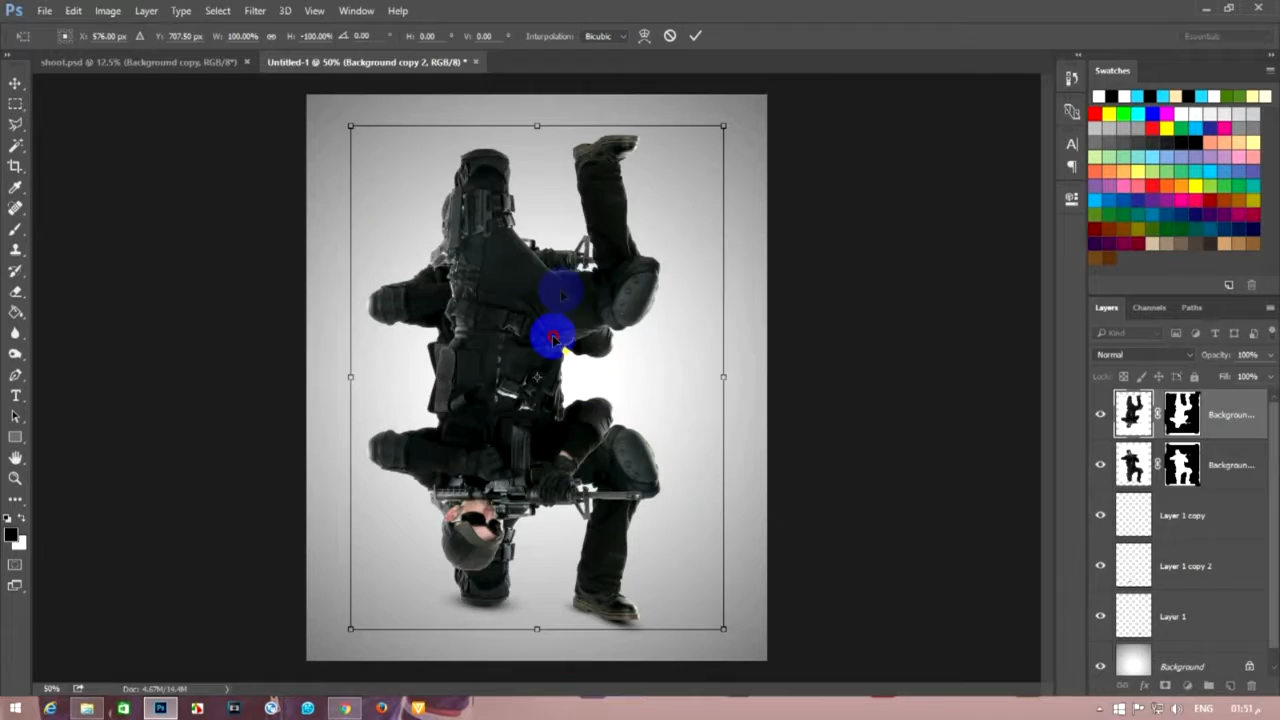 Ps File Edit Image Layer Type Select Filter 3D View Window Help
X: 576.00 px Y: 707.50 px W: 100.00% H: -100.00% 0.00 ° H: 0.00 ° V: 0.00 ° Interpolation: Bicubic Essentials
shoot.psd @ 12.5% (Background copy, RGB/8*) × Untitled-1 @ 50% (Background copy 2, RGB/8) * ×
Swatches
Layers Channels Paths
Kind
Normal Opacity: 100%
Lock: Fill: 100%
Backgroun...
Backgroun...
Layer 1 copy
Layer 1 copy 2
Layer 1
Background
50% Doc: 4.67M/14.4M
ENG 01:51 م